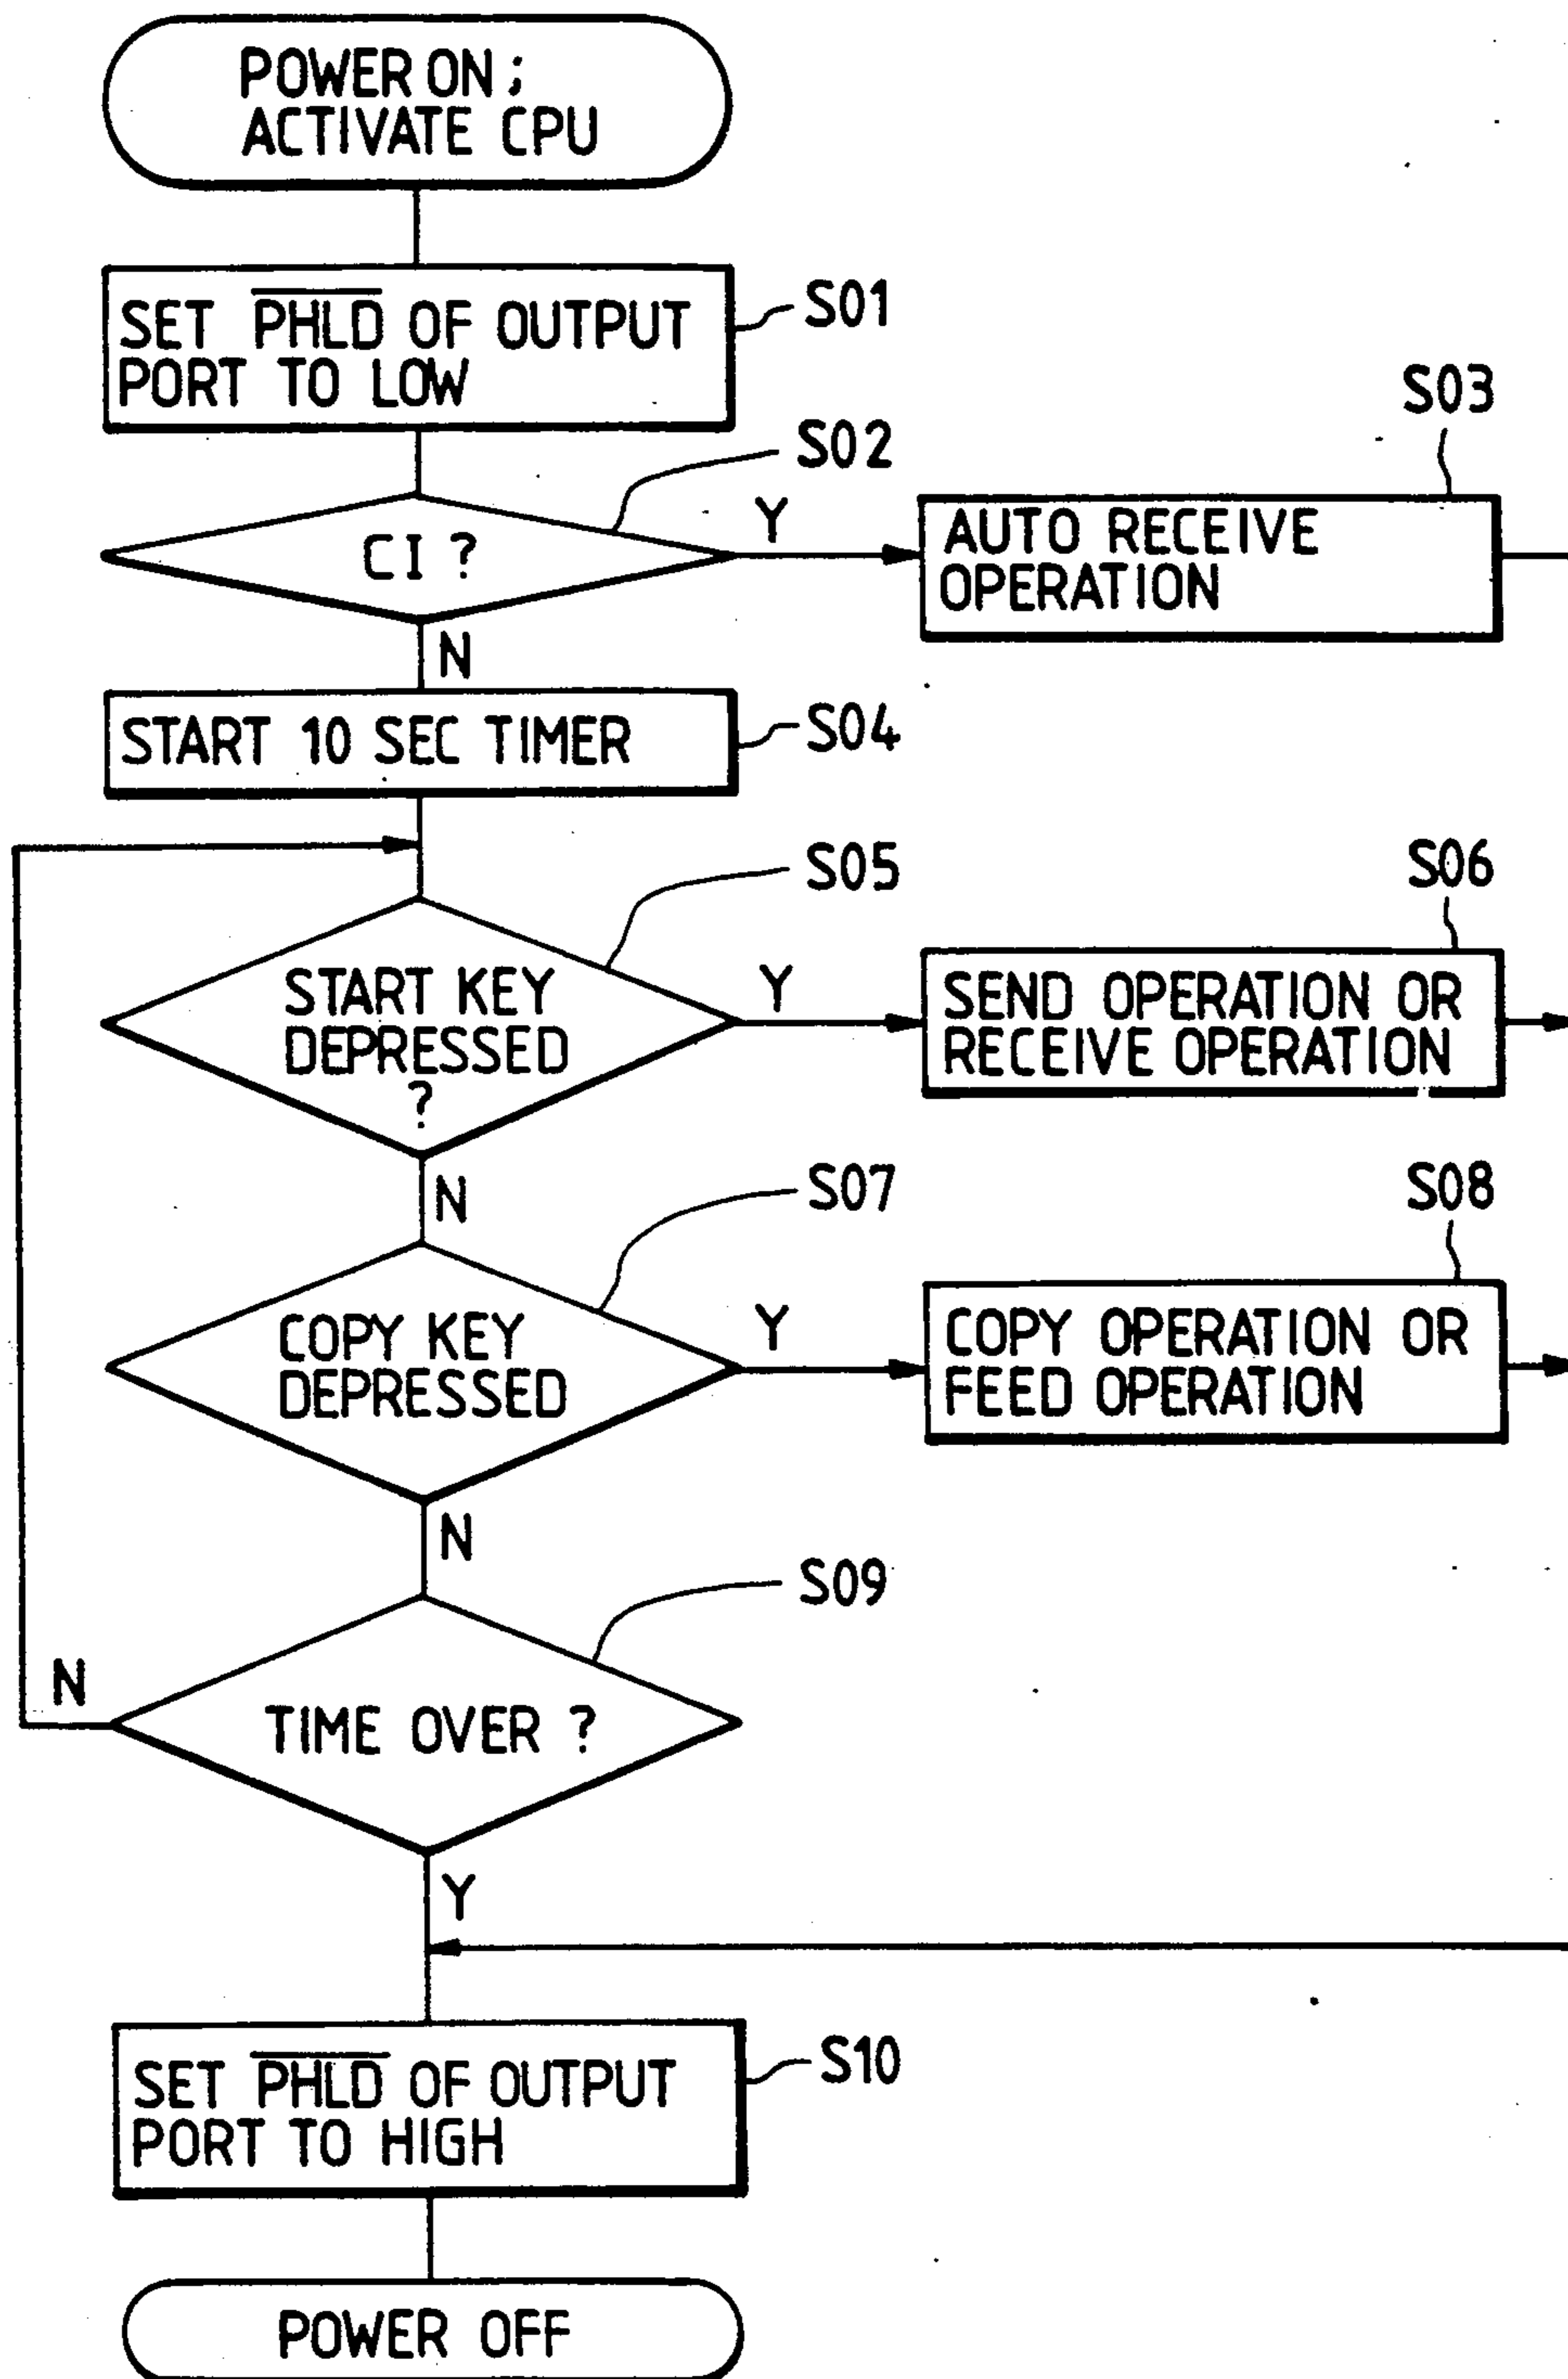 POWER ON ;
ACTIVATE CPU
SET P̅H̅L̅D̅ OF OUTPUT
PORT TO LOW
S01
S02
CI ?
Y
N
S03
AUTO RECEIVE
OPERATION
START 10 SEC TIMER
S04
S05
START KEY
DEPRESSED
?
Y
N
S06
SEND OPERATION OR
RECEIVE OPERATION
S07
COPY KEY
DEPRESSED
Y
N
S08
COPY OPERATION OR
FEED OPERATION
S09
TIME OVER ?
N
Y
SET P̅H̅L̅D̅ OF OUTPUT
PORT TO HIGH
S10
POWER OFF